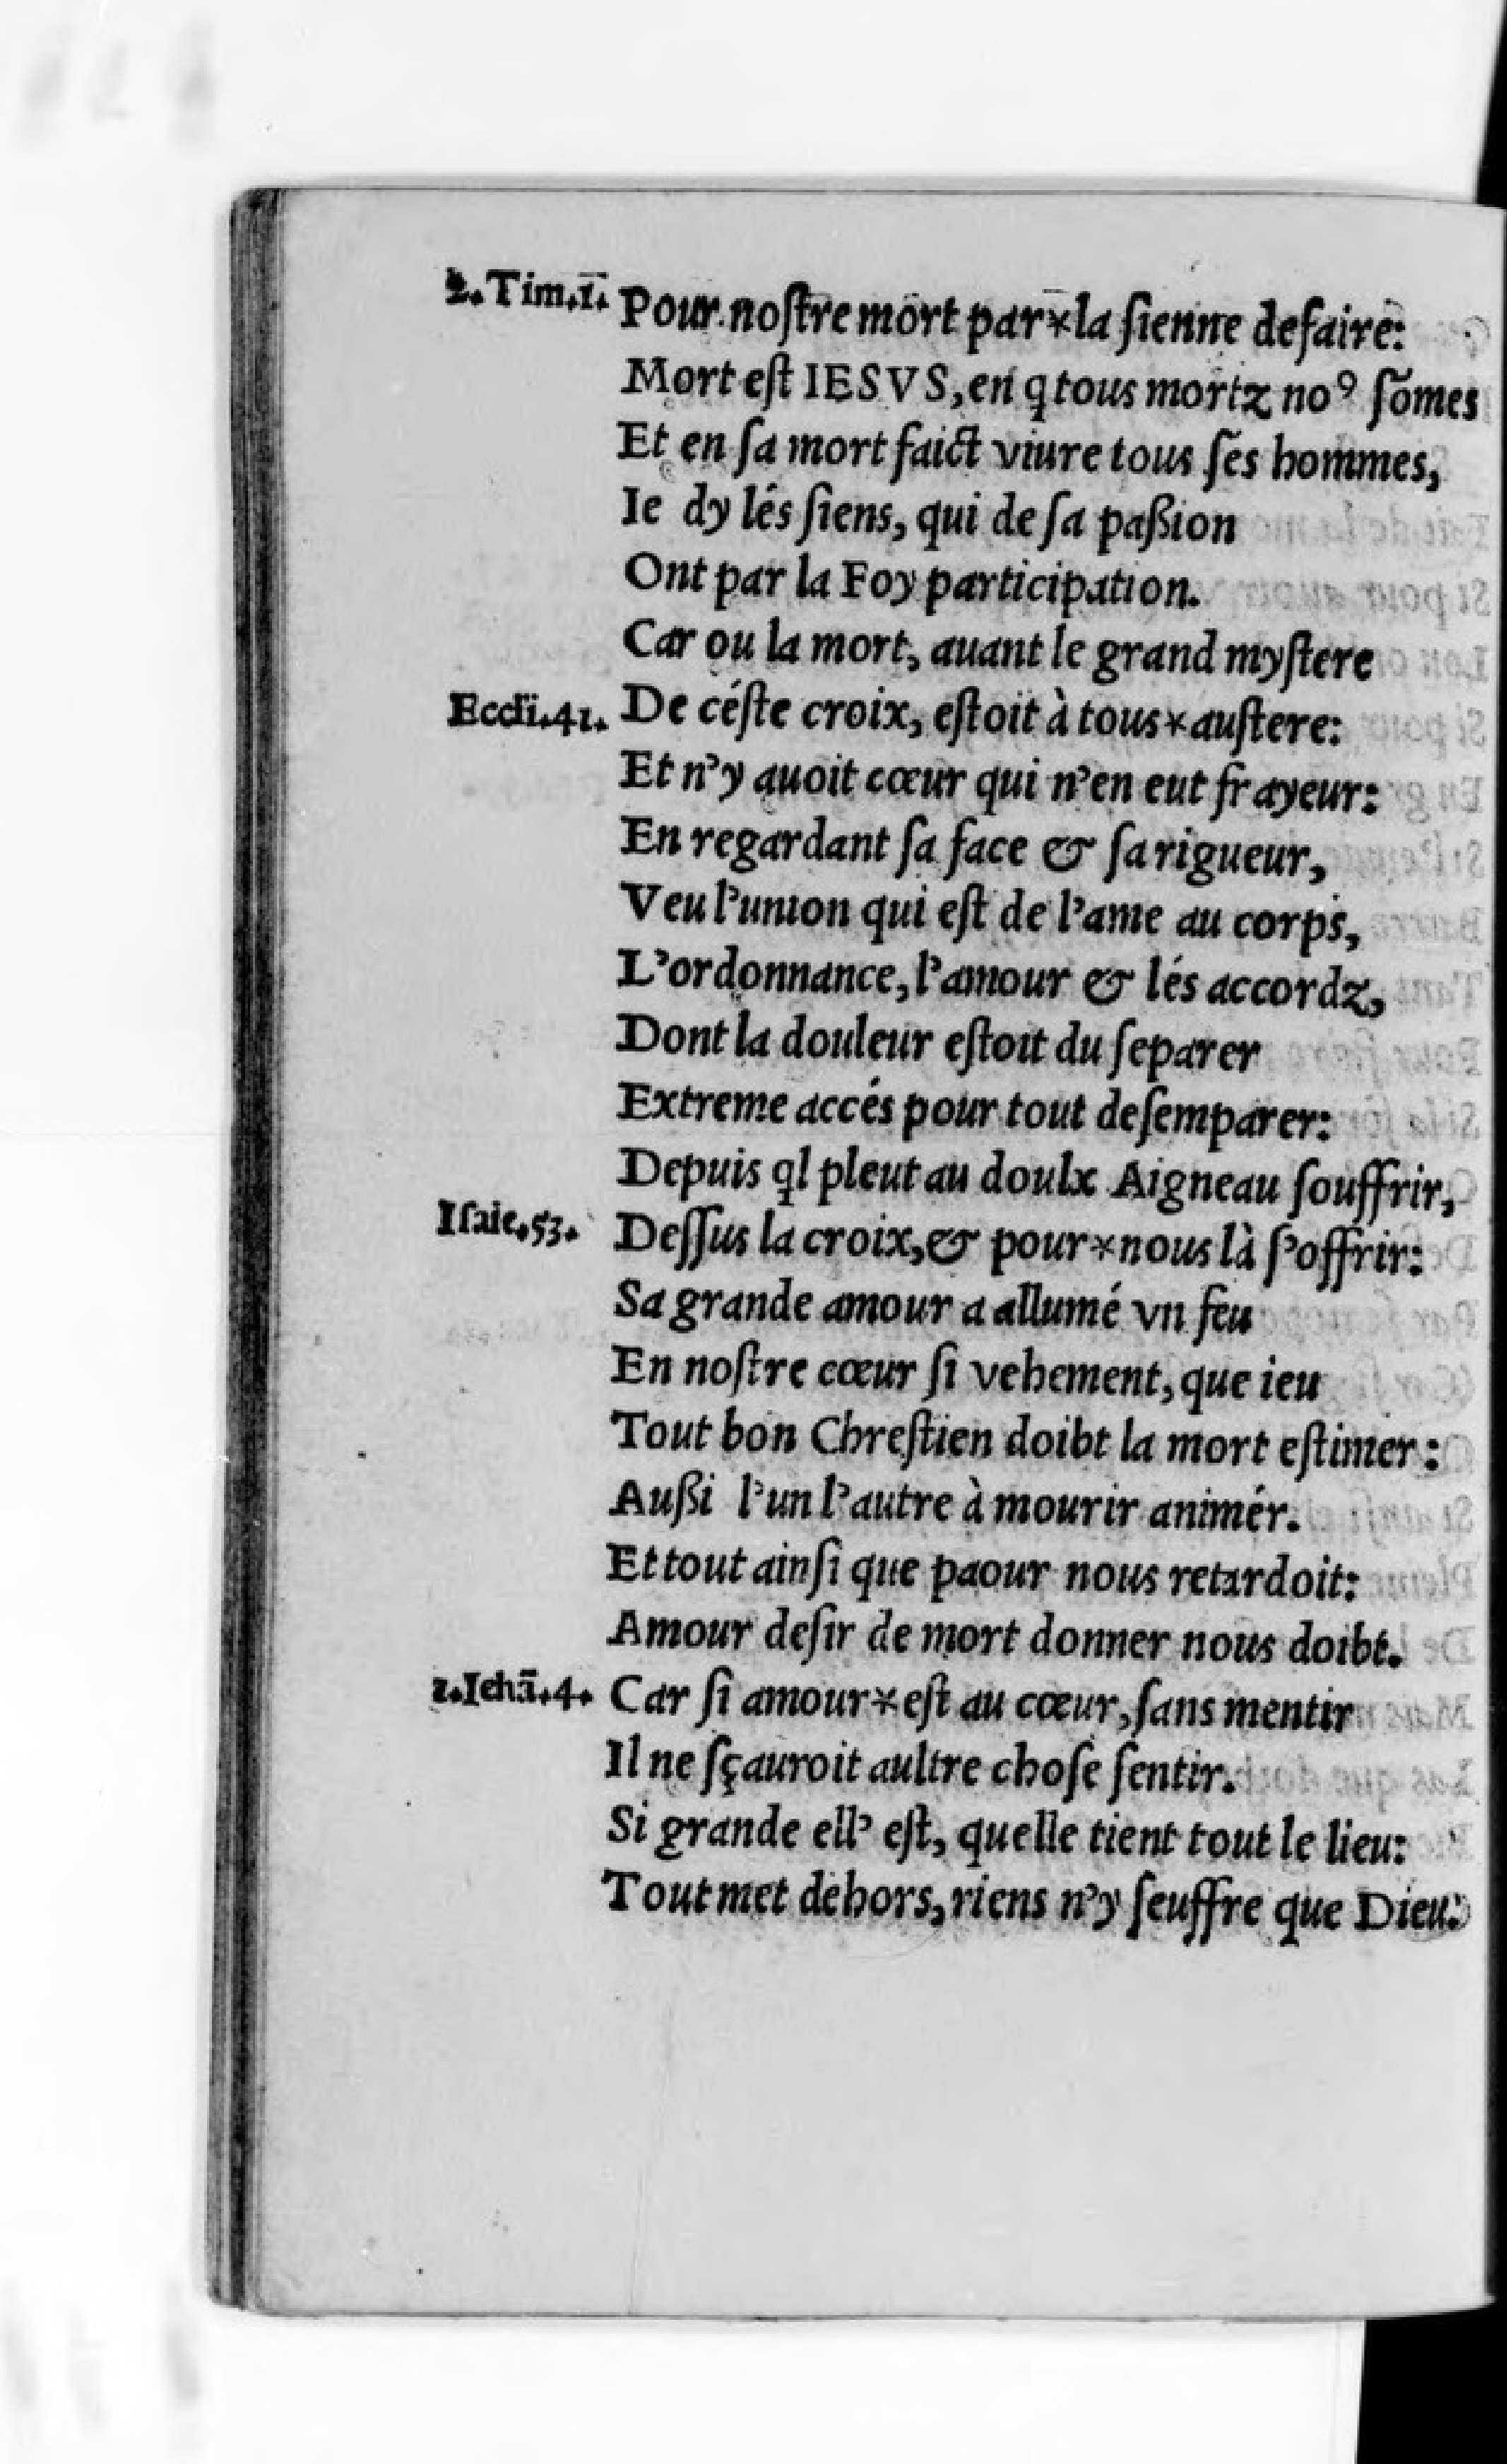 2.Tim.1. Pour noſtre mort par*la ſienne defaire:
Mort eſt IESVS, en q̃ tous mortz noꝰ ſõmes
Et en ſa mort faict viure tous ſes hommes,
Ie dy lés ſiens, qui de ſa paßion
Ont par la Foy participation.
Car ou la mort, auant le grand myſtere
Eccli.41. De céſte croix, eſtoit à tous*auſtere:
Et n'y auoit cœur qui n'en eut frayeur:
En regardant ſa face & ſa rigueur,
Veu l'union qui eſt de l'ame au corps,
L'ordonnance, l'amour & lés accordz,
Dont la douleur eſtoit du ſeparer
Extreme accés pour tout deſemparer:
Depuis ql pleut au doulx Aigneau ſouffrir,
Iſaie.53. Deſſus la croix, & pour*nous là ſ'offrir:
Sa grande amour a allumé vn feu
En noſtre cœur ſi vehement, que ieu
Tout bon Chreſtien doibt la mort eſtimer:
Außi l'un l'autre à mourir animér.
Et tout ainſi que paour nous retardoit:
Amour deſir de mort donner nous doibt.
1.Iehã.4. Car ſi amour*eſt au cœur, ſans mentir
Il ne ſçauroit aultre choſe ſentir.
Si grande ell' eſt, quelle tient tout le lieu:
Tout met dehors, riens n'y ſeuffre que Dieu.